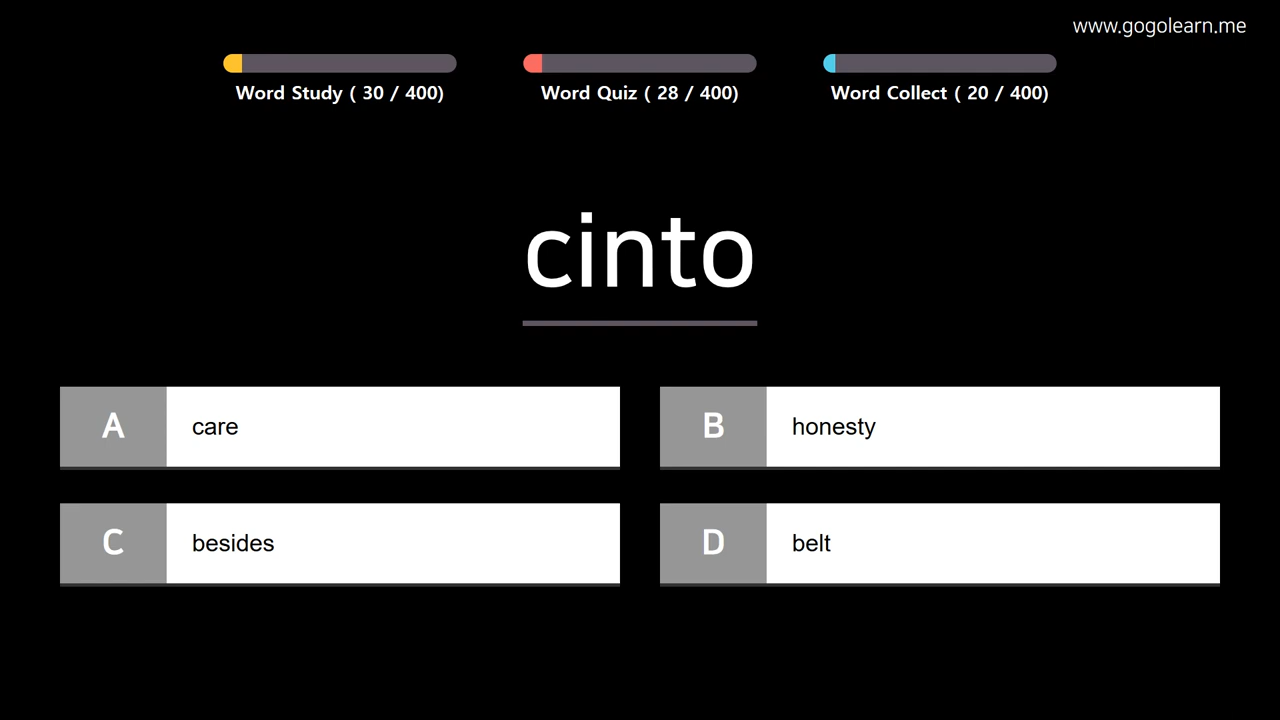 www.gogolearn.me
Word Study ( 30 / 400)
Word Quiz ( 28 / 400)
Word Collect ( 20 / 400)
cinto
A care
B honesty
C besides
D belt